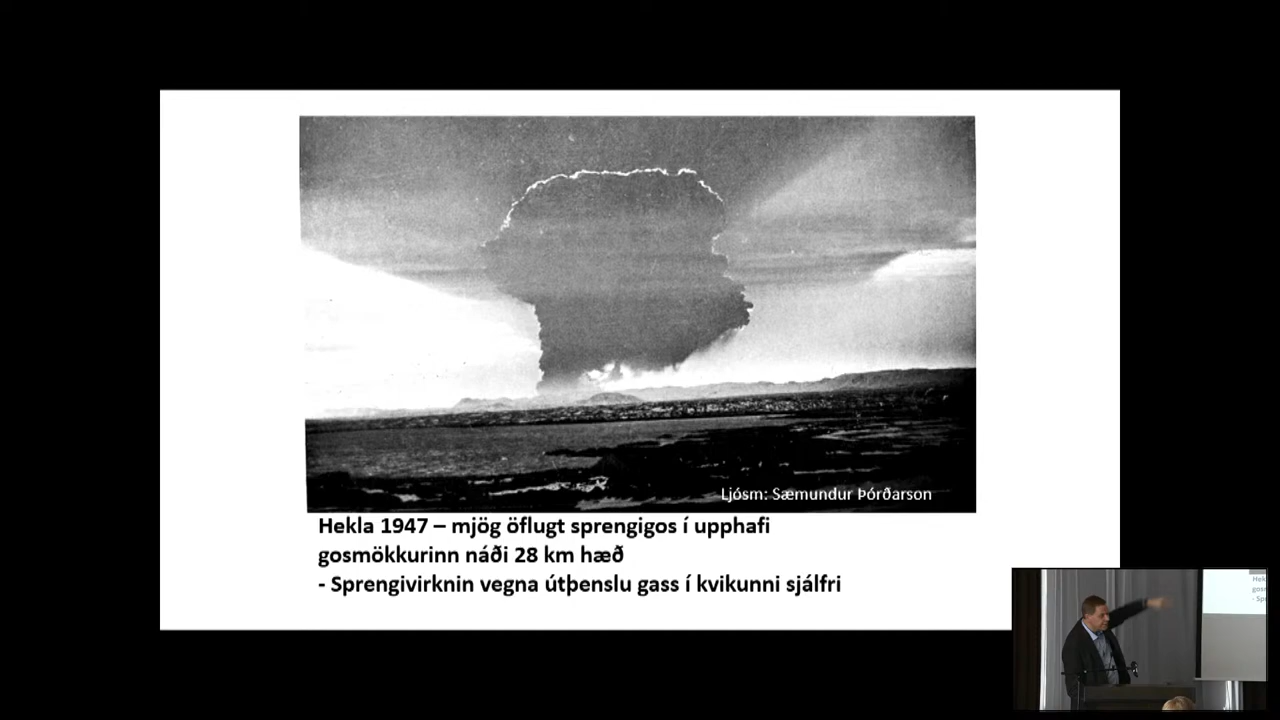 Ljósm: Sæmundur Þórðarson
Hekla 1947 – mjög öflugt sprengigos í upphafi
gosmökkurinn náði 28 km hæð
- Sprengivirknin vegna útþenslu gass í kvikunni sjálfri